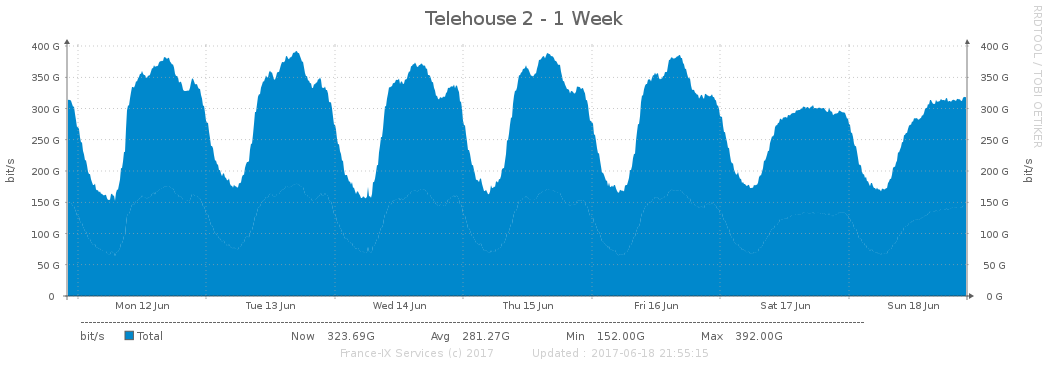 Telehouse 2 - 1 Week
RRDTOOL / TOBI OETIKER
400 G 400 G
350 G 350 G
300 G 300 G
250 G 250 G
200 G 200 G
150 G 150 G
100 G 100 G
50 G 50 G
0 0 G
bit/s bit/s
Mon 12 Jun Tue 13 Jun Wed 14 Jun Thu 15 Jun Fri 16 Jun Sat 17 Jun Sun 18 Jun
bit/s Total Now 323.69G Avg 281.27G Min 152.00G Max 392.00G
France-IX Services (c) 2017 Updated : 2017-06-18 21:55:15